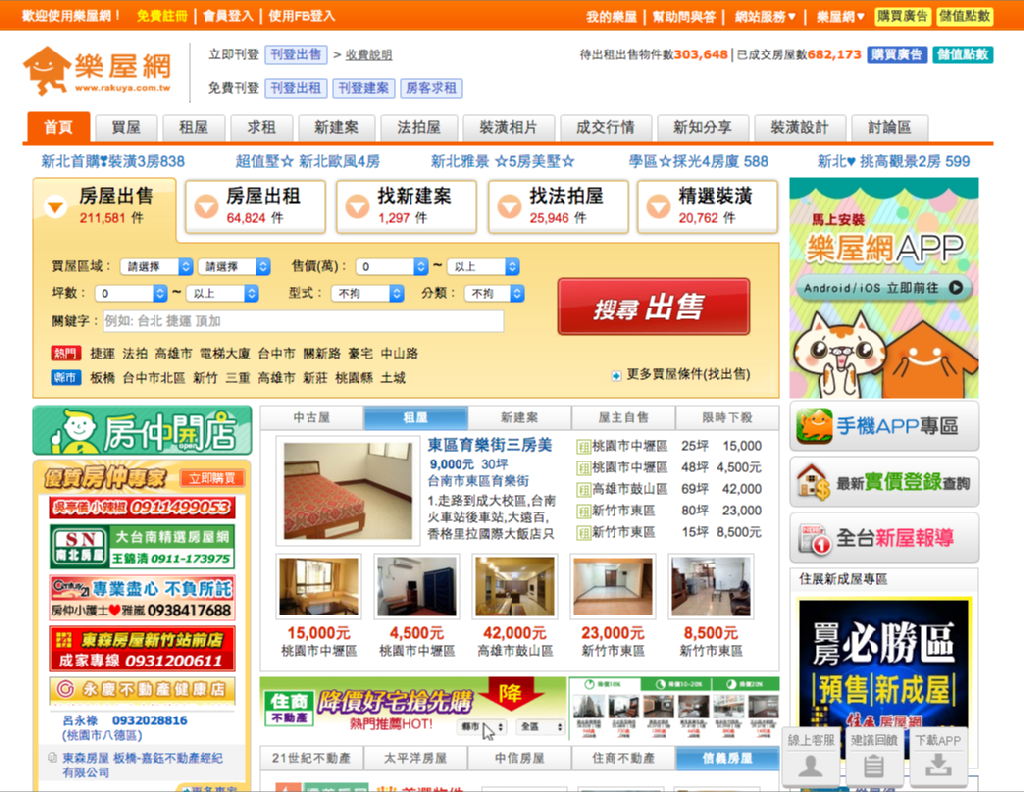 歡迎使用樂屋網！ 免費註冊 | 會員登入 | 使用FB登入
我的樂屋 | 幫助問與答 | 網站服務▼ | 樂屋網▼ 購買廣告 儲值點數
樂屋網
www.rakuya.com.tw
立即刊登 刊登出售 > 收費說明
免費刊登 刊登出租 刊登建案 房客求租
待出租出售物件數303,648 | 已成交房屋數682,173 購買廣告 儲值點數
首頁 買屋 租屋 求租 新建案 法拍屋 裝潢相片 成交行情 新知分享 裝潢設計 討論區
新北首購❣裝潢3房838 超值墅☆ 新北歐風4房 新北雅景 ☆5房美墅☆ 學區☆採光4房廈 588 新北♥ 挑高觀景2房 599
房屋出售
211,581 件
房屋出租
64,824 件
找新建案
1,297 件
找法拍屋
25,946 件
精選裝潢
20,762 件
買屋區域： 請選擇 請選擇 售價(萬)： 0 ~ 以上
坪數： 0 ~ 以上 型式： 不拘 分類： 不拘
關鍵字： 例如: 台北 捷運 頂加
搜尋 出售
熱門 捷運 法拍 高雄市 電梯大廈 台中市 關新路 豪宅 中山路
縣市 板橋 台中市北區 新竹 三重 高雄市 新莊 桃園縣 土城
更多買屋條件(找出售)
馬上安裝
樂屋網APP
Android/iOS 立即前往
手機APP專區
最新實價登錄查詢
全台新屋報導
住展新成屋專區
買房必勝區
預售 新成屋
住展房屋網
線上客服 建議回饋 下載APP
房仲開店
open
優質房仲專家 立即購買
吳亭儀小辣椒 0911499053
SN
南北房屋
大台南精選房屋網
王錦清 0911-173975
Century21 專業盡心 不負所託
房仲小護士♥雅嵐 0938417688
東森房屋新竹站前店
成家專線 0931200611
永慶不動產健康店
呂永祿 0932028816
(桃園市八德區)
東森房屋 板橋-嘉鈺不動產經紀
有限公司
中古屋 租屋 新建案 屋主自售 限時下殺
東區育樂街三房美
9,000元 30坪
台南市東區育樂街
1.走路到成大校區,台南
火車站後車站,大遠百,
香格里拉國際大飯店只
租 桃園市中壢區 25坪 15,000
租 桃園市中壢區 48坪 4,500元
租 高雄市鼓山區 69坪 42,000
租 新竹市東區 80坪 23,000
租 新竹市東區 15坪 8,500元
15,000元 4,500元 42,000元 23,000元 8,500元
桃園市中壢區 桃園市中壢區 高雄市鼓山區 新竹市東區 新竹市東區
住商
不動產
降價好宅搶先購
降
熱門推薦HOT!
縣市 全區
降價10%
降價10~20%
降價20%
21世紀不動產 太平洋房屋 中信房屋 住商不動產 信義房屋